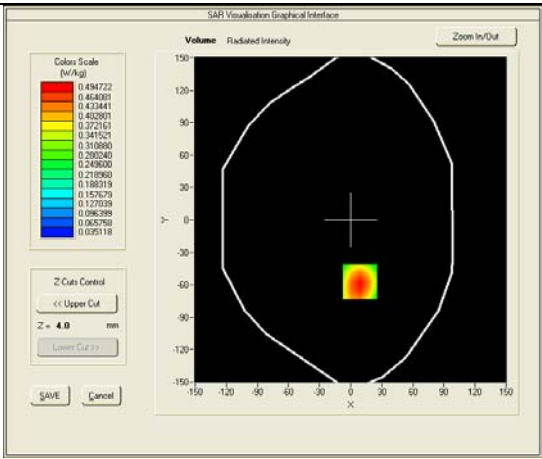 SAR Visualisation Graphical Interface
Volume Radiated Intensity
Zoom In/Out
Colors Scale
(W/kg)
0.494722
0.464081
0.433441
0.402801
0.372161
0.341521
0.310880
0.280240
0.249600
0.218960
0.188319
0.157679
0.127039
0.096399
0.065758
0.035118
Z Cuts Control
<< Upper Cut
Z = 4.0 mm
Lower Cut >>
SAVE Cancel
150
120
90
60
30
0
-30
-60
-90
-120
-150
Y
-150 -120 -90 -60 -30 0 30 60 90 120 150
X